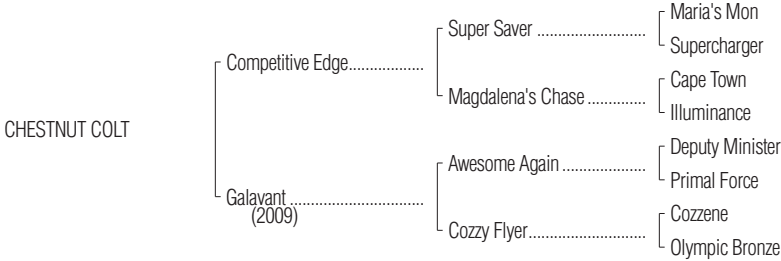 Maria's Mon
Super Saver ..........................
Supercharger
Competitive Edge..................
Cape Town
Magdalena's Chase ..............
Illuminance
CHESTNUT COLT
Deputy Minister
Awesome Again ....................
Primal Force
Galavant ................................
(2009)
Cozzene
Cozzy Flyer............................
Olympic Bronze